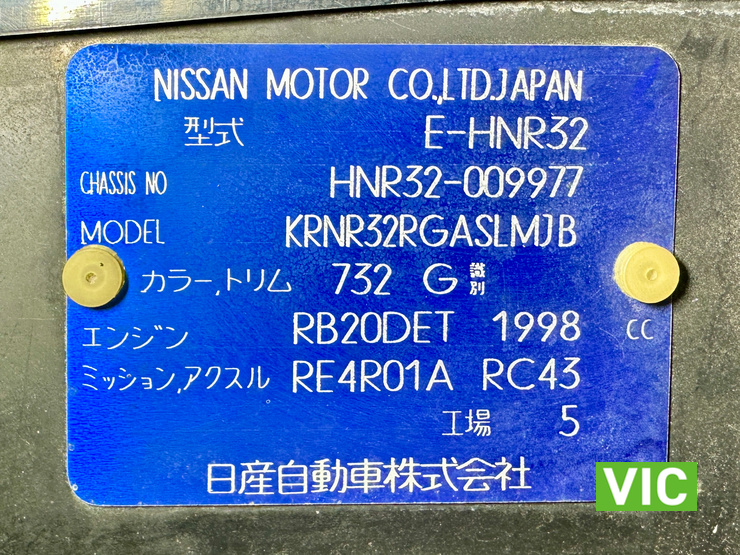 NISSAN MOTOR CO.,LTD.JAPAN
型式 E-HNR32
CHASSIS NO HNR32-009977
MODEL KRNR32RGASLMJB
カラー,トリム 732 G 識別
エンジン RB20DET 1998 CC
ミッション,アクスル RE4R01A RC43
工場 5
日産自動車株式会社
VIC